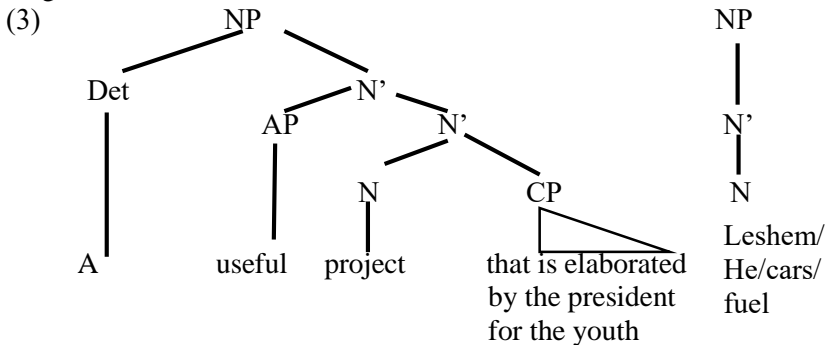 (3) NP NP
Det N’ N’
AP N’
N CP N
A useful project that is elaborated Leshem/
by the president He/cars/
for the youth fuel